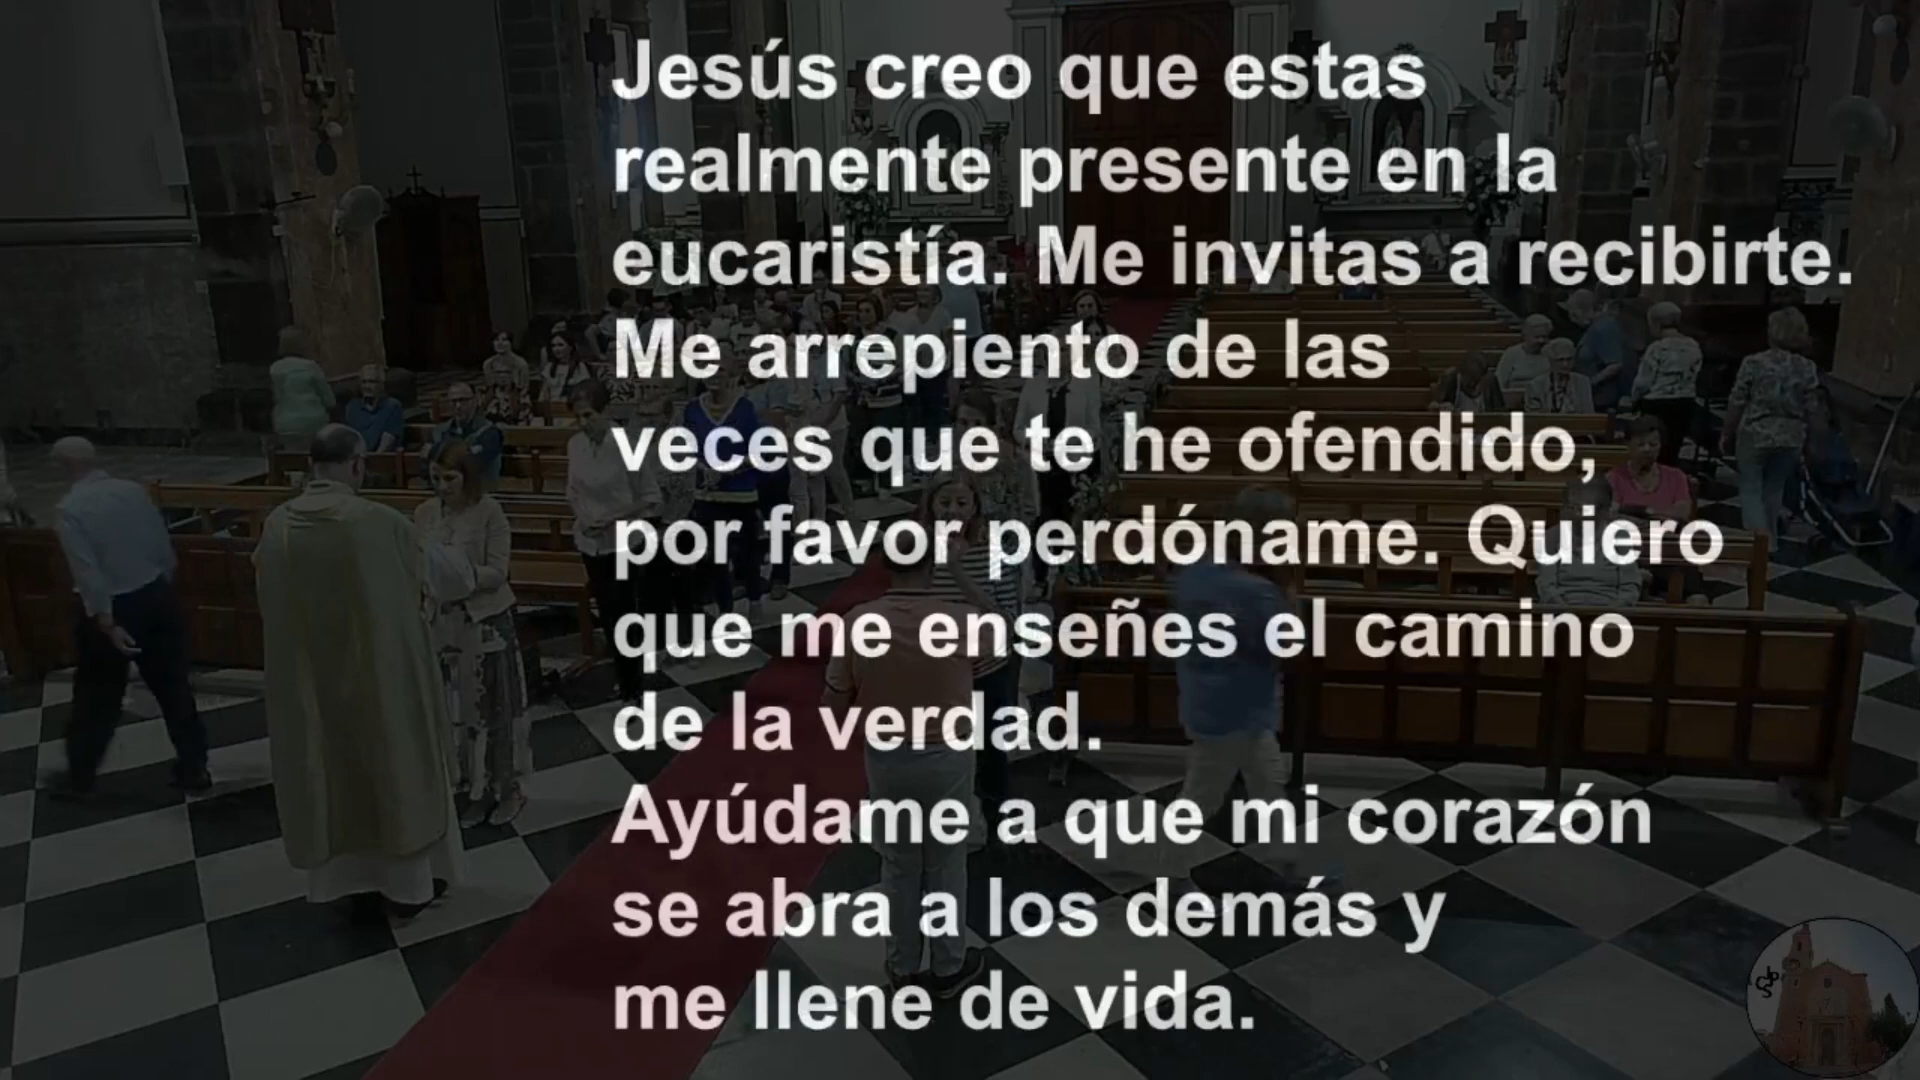 Jesús creo que estas
realmente presente en la
eucaristía. Me invitas a recibirte.
Me arrepiento de las
veces que te he ofendido,
por favor perdóname. Quiero
que me enseñes el camino
de la verdad.
Ayúdame a que mi corazón
se abra a los demás y
me llene de vida.